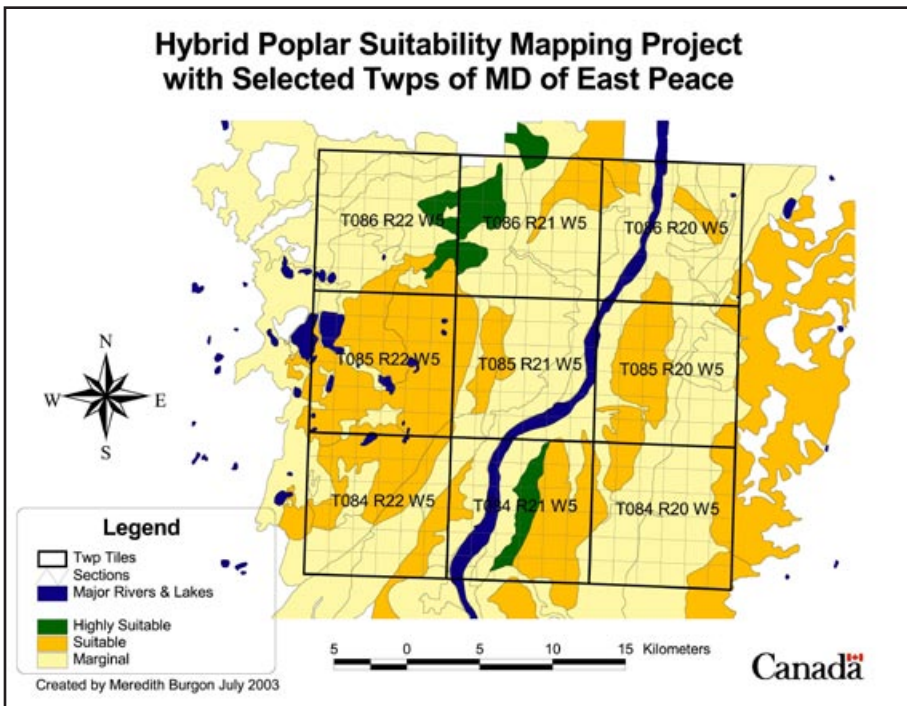 Hybrid Poplar Suitability Mapping Project
with Selected Twps of MD of East Peace
T086 R22 W5
T086 R21 W5
T086 R20 W5
T085 R22 W5
T085 R21 W5
T085 R20 W5
T084 R22 W5
T084 R21 W5
T084 R20 W5
N
W
E
S
Legend
Twp Tiles
Sections
Major Rivers & Lakes
Highly Suitable
Suitable
Marginal
Created by Meredith Burgon July 2003
5 0 5 10 15 Kilometers
Canada